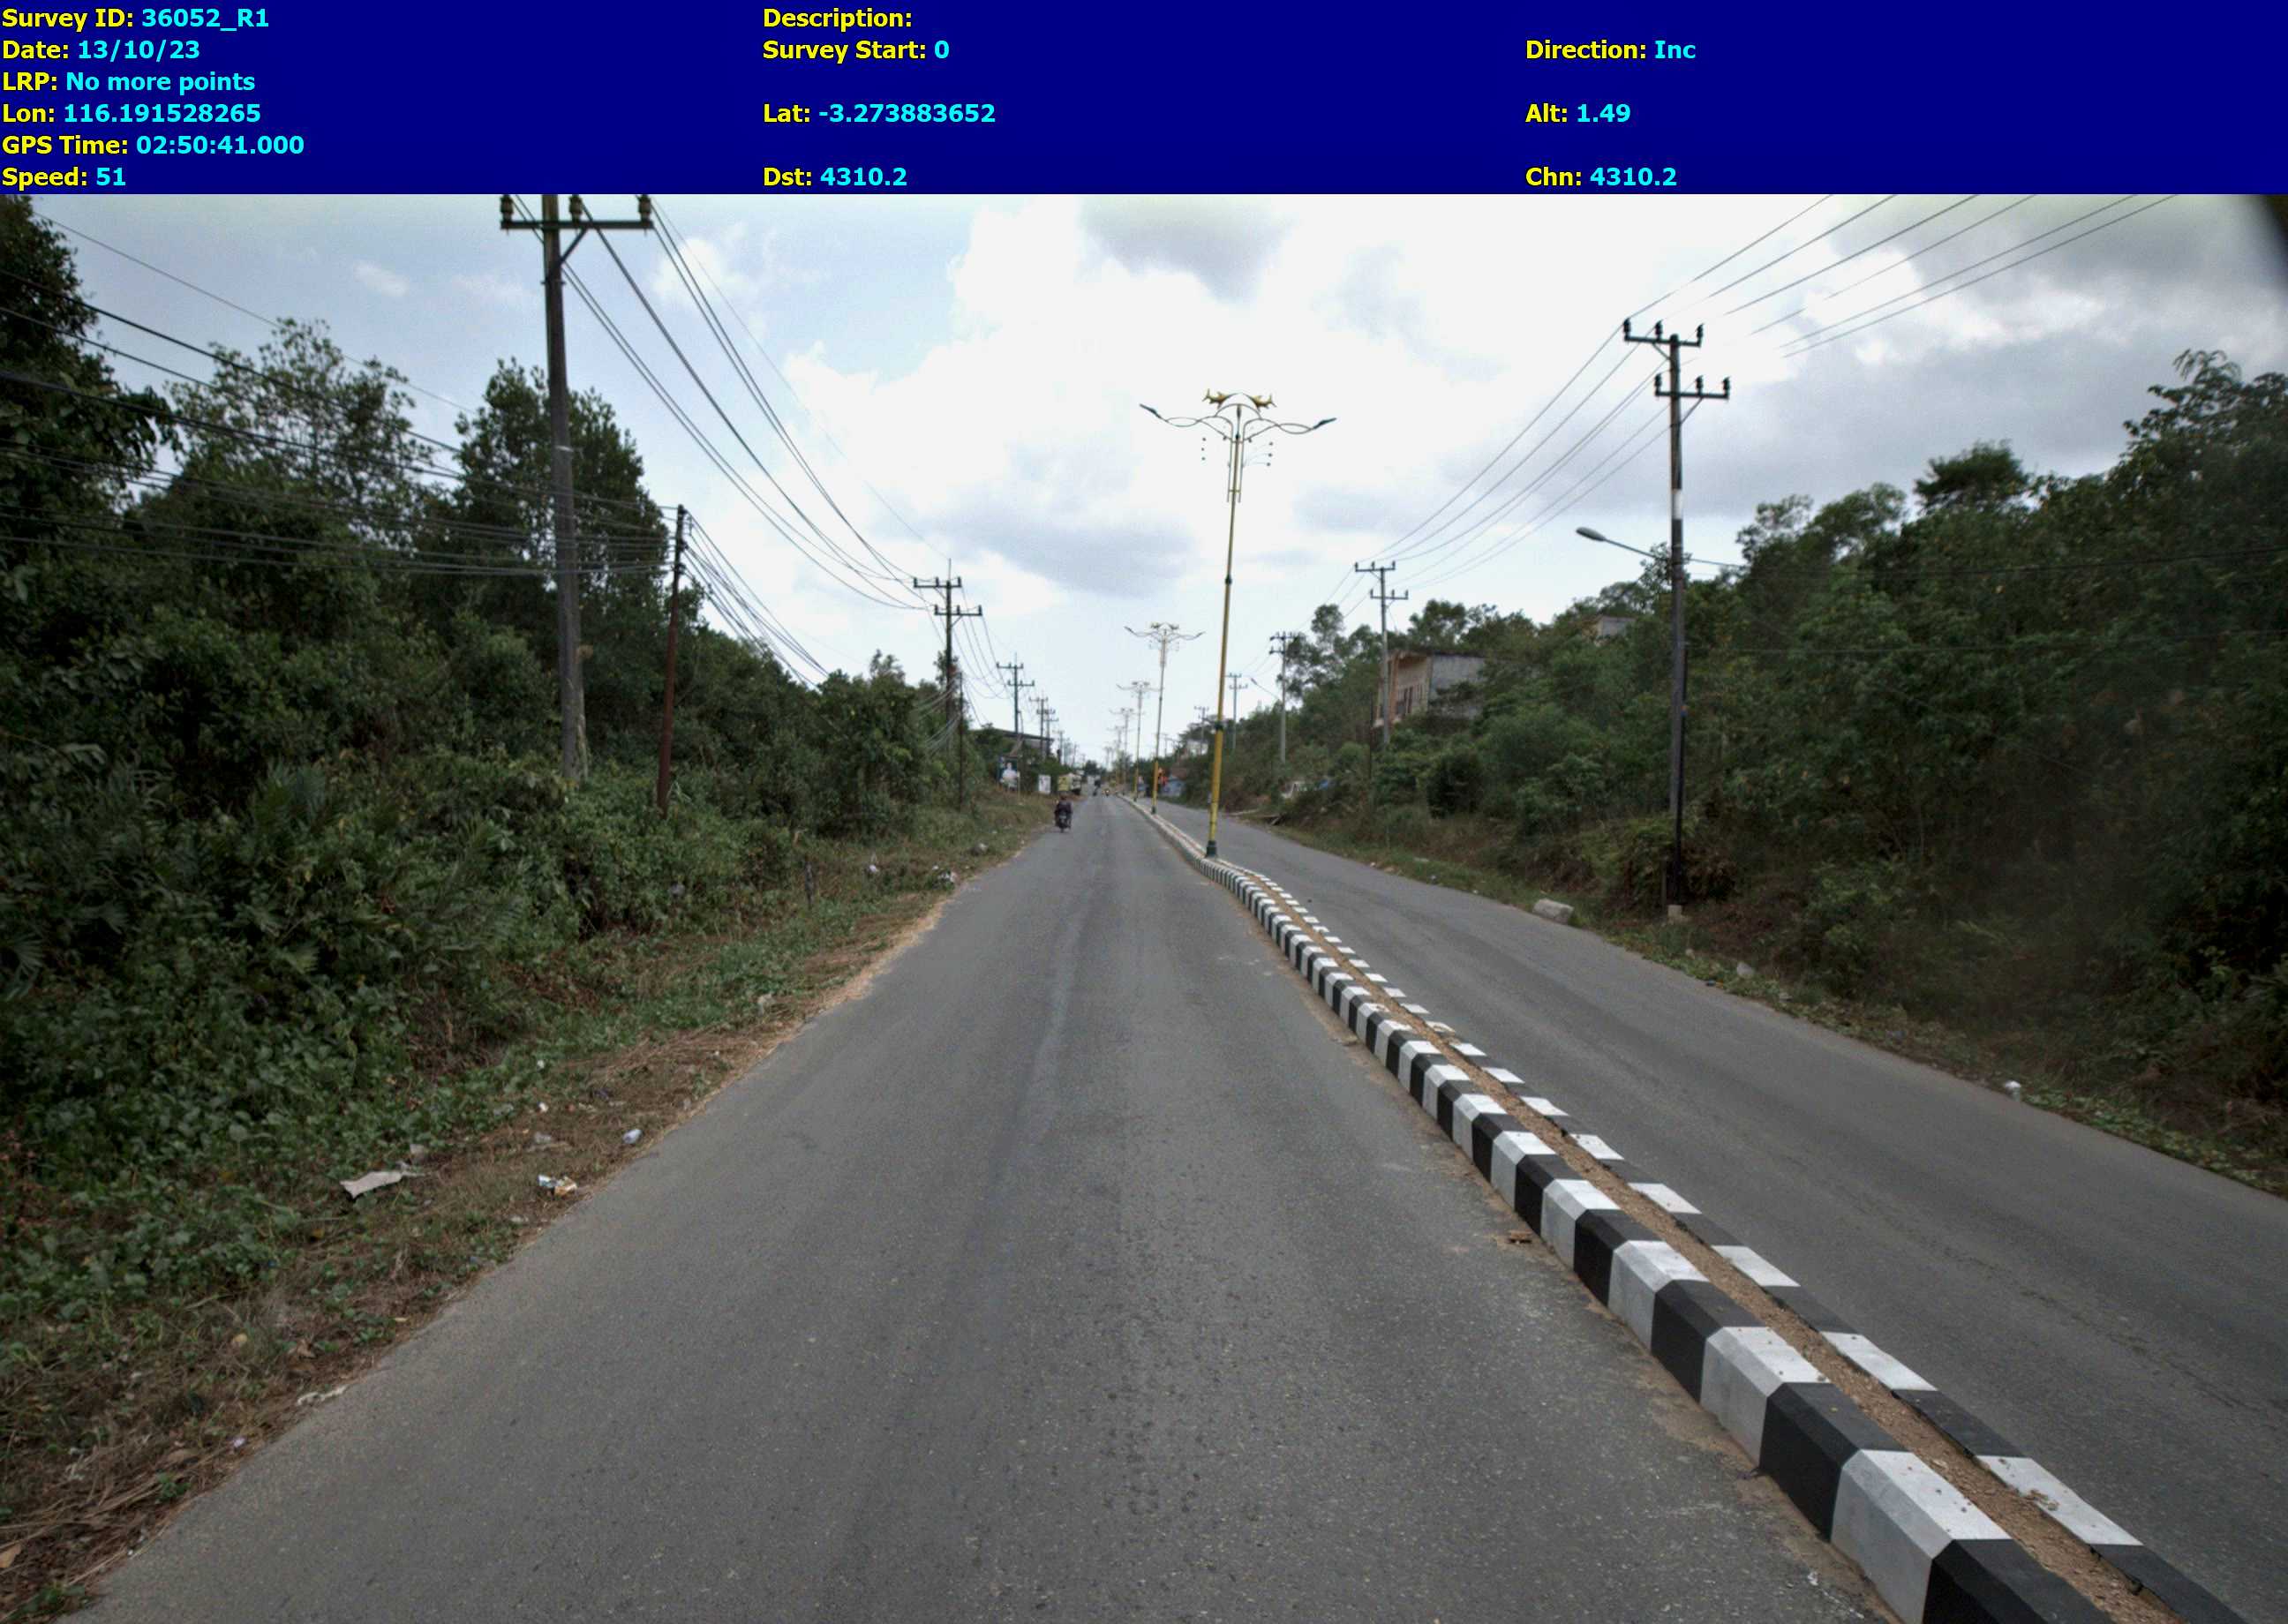 Survey ID: 36052_R1 Description:
Date: 13/10/23 Survey Start: 0 Direction: Inc
LRP: No more points
Lon: 116.191528265 Lat: -3.273883652 Alt: 1.49
GPS Time: 02:50:41.000
Speed: 51 Dst: 4310.2 Chn: 4310.2